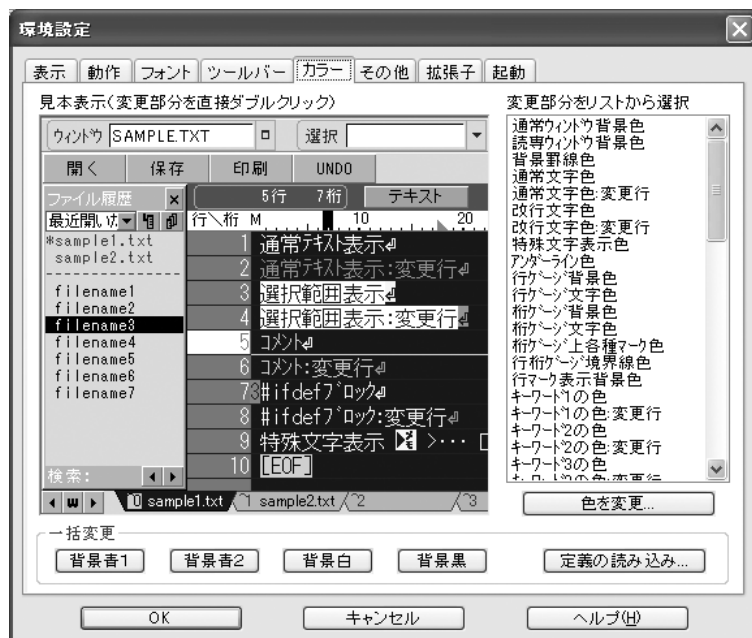 環境設定
表示 動作 フォント ツールバー カラー その他 拡張子 起動
見本表示(変更部分を直接ダブルクリック)
ウィンドウ SAMPLE.TXT 選択
開く 保存 印刷 UNDO
ファイル履歴 ×
最近開いた
*sample1.txt
sample2.txt
filename1
filename2
filename3
filename4
filename5
filename6
filename7
検索:
5行 7桁 テキスト
行\桁 M 10 20
1 通常テキスト表示
2 通常テキスト表示:変更行
3 選択範囲表示
4 選択範囲表示:変更行
5 コメント
6 コメント:変更行
7 #ifdefブロック
8 #ifdefブロック:変更行
9 特殊文字表示
10 [EOF]
w 0 sample1.txt 1 sample2.txt 2 3
変更部分をリストから選択
通常ウィンドウ背景色
読専ウィンドウ背景色
背景罫線色
通常文字色
通常文字色:変更行
改行文字色
改行文字色:変更行
特殊文字表示色
アンダーライン色
行ゲージ背景色
行ゲージ文字色
桁ゲージ背景色
桁ゲージ文字色
桁ゲージ上各種マーク色
行桁ゲージ境界線色
行マーク表示背景色
キーワード1の色
キーワード1の色:変更行
キーワード2の色
キーワード2の色:変更行
キーワード3の色
色を変更...
一括変更
背景青1 背景青2 背景白 背景黒 定義の読み込み...
OK キャンセル ヘルプ(H)